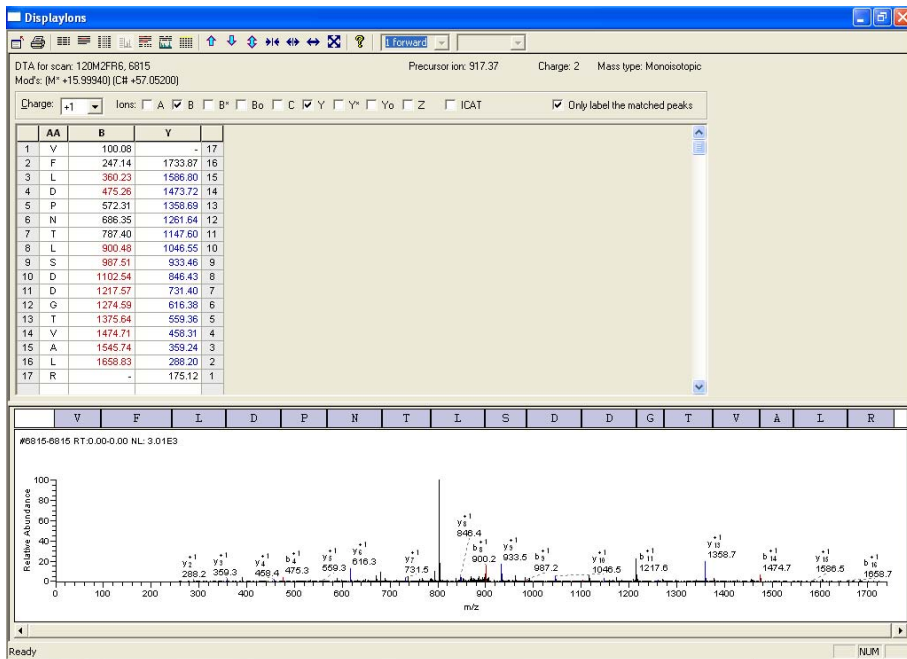 DisplayIons
1 forward
DTA for scan: 120M2FR6, 6815 Precursor ion: 917.37 Charge: 2 Mass type: Monoisotopic
Mod's: (M* +15.99940) (C# +57.05200)
Charge: +1 Ions: A B B* Bo C Y Y* Yo Z ICAT Only label the matched peaks
AA B Y
1 V 100.08 - 17
2 F 247.14 1733.87 16
3 L 360.23 1586.80 15
4 D 475.26 1473.72 14
5 P 572.31 1358.69 13
6 N 686.35 1261.64 12
7 T 787.40 1147.60 11
8 L 900.48 1046.55 10
9 S 987.51 933.46 9
10 D 1102.54 846.43 8
11 D 1217.57 731.40 7
12 G 1274.59 616.38 6
13 T 1375.64 559.36 5
14 V 1474.71 458.31 4
15 A 1545.74 359.24 3
16 L 1658.83 288.20 2
17 R - 175.12 1
V F L D P N T L S D D G T V A L R
#6815-6815 RT:0.00-0.00 NL: 3.01E3
Relative Abundance
100
80
60
40
20
0
y2 +1 288.2
y3 +1 359.3
y4 +1 458.4
b4 +1 475.3
y5 +1 559.3
y6 +1 616.3
y7 +1 731.5
y8 +1 846.4
b8 +1 900.2
y9 +1 933.5
b9 +1 987.2
y10 +1 1046.5
b11 +1 1217.6
y13 +1 1358.7
b14 +1 1474.7
y15 +1 1586.5
b16 +1 1658.7
0 100 200 300 400 500 600 700 800 900 1000 1100 1200 1300 1400 1500 1600 1700
m/z
Ready NUM